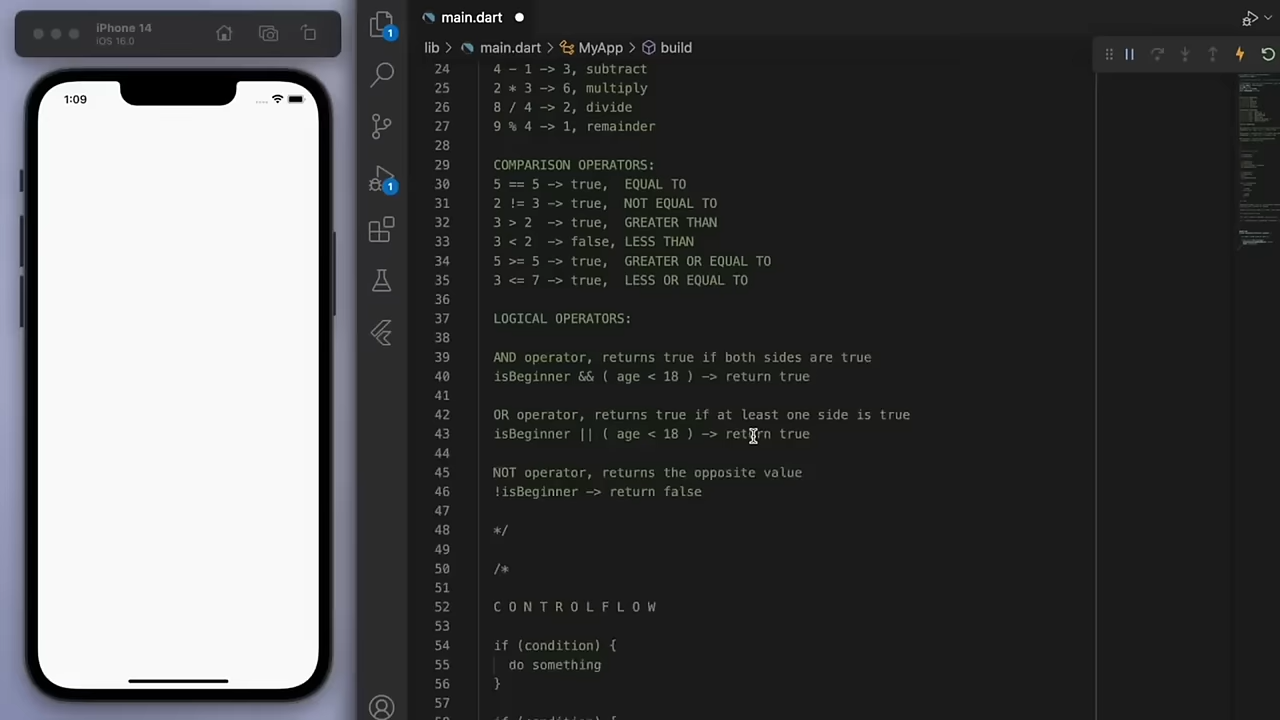 iPhone 14
iOS 16.0
1:09
1
1
main.dart
lib > main.dart > MyApp > build
24 4 - 1 -> 3, subtract
25 2 * 3 -> 6, multiply
26 8 / 4 -> 2, divide
27 9 % 4 -> 1, remainder
28
29 COMPARISON OPERATORS:
30 5 == 5 -> true, EQUAL TO
31 2 != 3 -> true, NOT EQUAL TO
32 3 > 2 -> true, GREATER THAN
33 3 < 2 -> false, LESS THAN
34 5 >= 5 -> true, GREATER OR EQUAL TO
35 3 <= 7 -> true, LESS OR EQUAL TO
36
37 LOGICAL OPERATORS:
38
39 AND operator, returns true if both sides are true
40 isBeginner && ( age < 18 ) -> return true
41
42 OR operator, returns true if at least one side is true
43 isBeginner || ( age < 18 ) -> return true
44
45 NOT operator, returns the opposite value
46 !isBeginner -> return false
47
48 */
49
50 /*
51
52 C O N T R O L F L O W
53
54 if (condition) {
55 do something
56 }
57